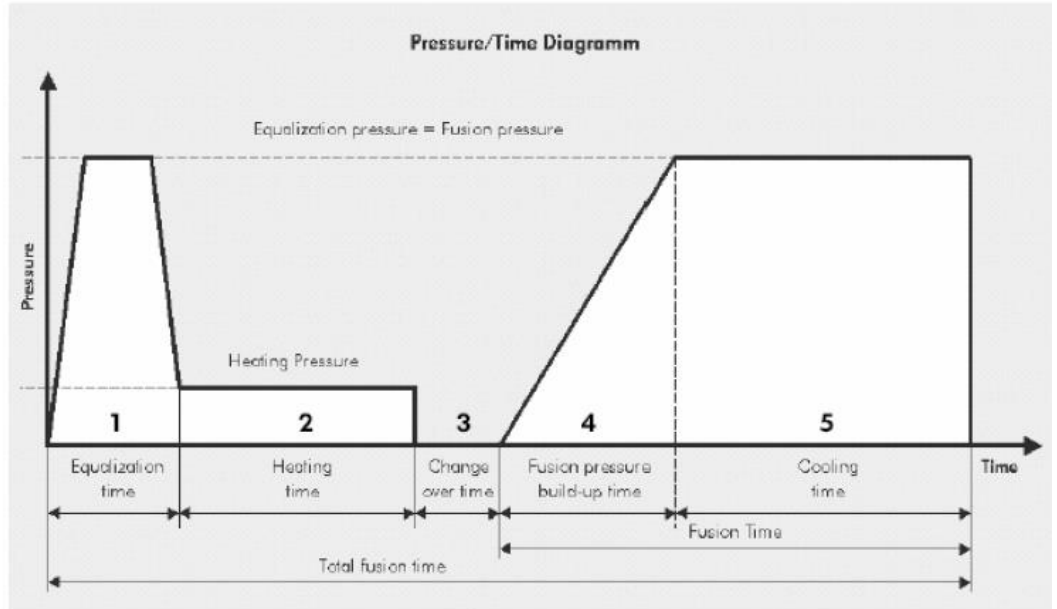 Pressure/Time Diagramm
Equalization pressure = Fusion pressure
Pressure
Heating Pressure
1
2
3
4
5
Equalization
time
Heating
time
Change
over time
Fusion pressure
build-up time
Cooling
time
Time
Fusion Time
Total fusion time